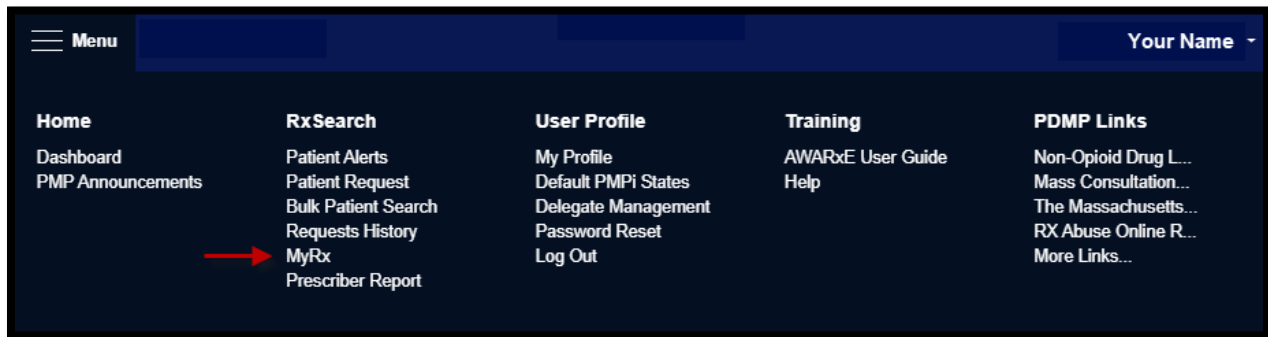 Menu
Your Name
Home
Dashboard
PMP Announcements
RxSearch
Patient Alerts
Patient Request
Bulk Patient Search
Requests History
MyRx
Prescriber Report
User Profile
My Profile
Default PMPi States
Delegate Management
Password Reset
Log Out
Training
AWARxE User Guide
Help
PDMP Links
Non-Opioid Drug L...
Mass Consultation...
The Massachusetts...
RX Abuse Online R...
More Links...